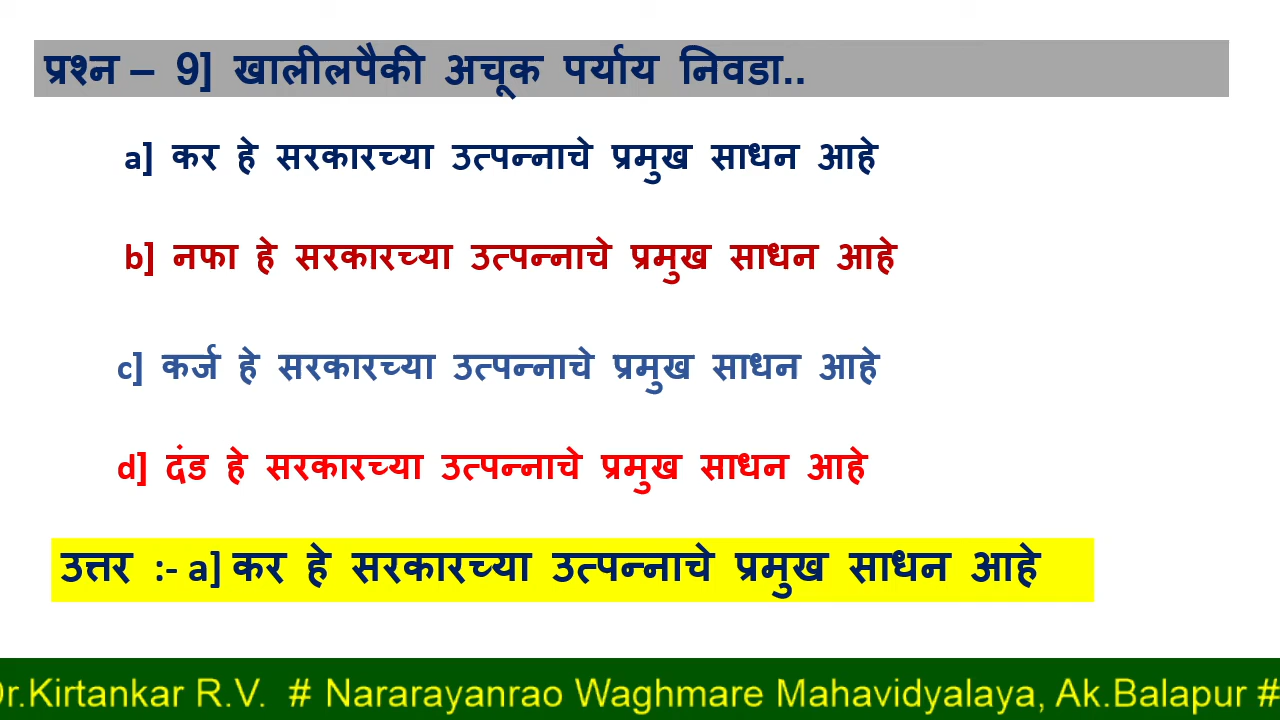 प्रश्न – 9] खालीलपैकी अचूक पर्याय निवडा..
a] कर हे सरकारच्या उत्पन्नाचे प्रमुख साधन आहे
b] नफा हे सरकारच्या उत्पन्नाचे प्रमुख साधन आहे
c] कर्ज हे सरकारच्या उत्पन्नाचे प्रमुख साधन आहे
d] दंड हे सरकारच्या उत्पन्नाचे प्रमुख साधन आहे
उत्तर :- a] कर हे सरकारच्या उत्पन्नाचे प्रमुख साधन आहे
Dr.Kirtankar R.V. # Nararayanrao Waghmare Mahavidyalaya, Ak.Balapur #